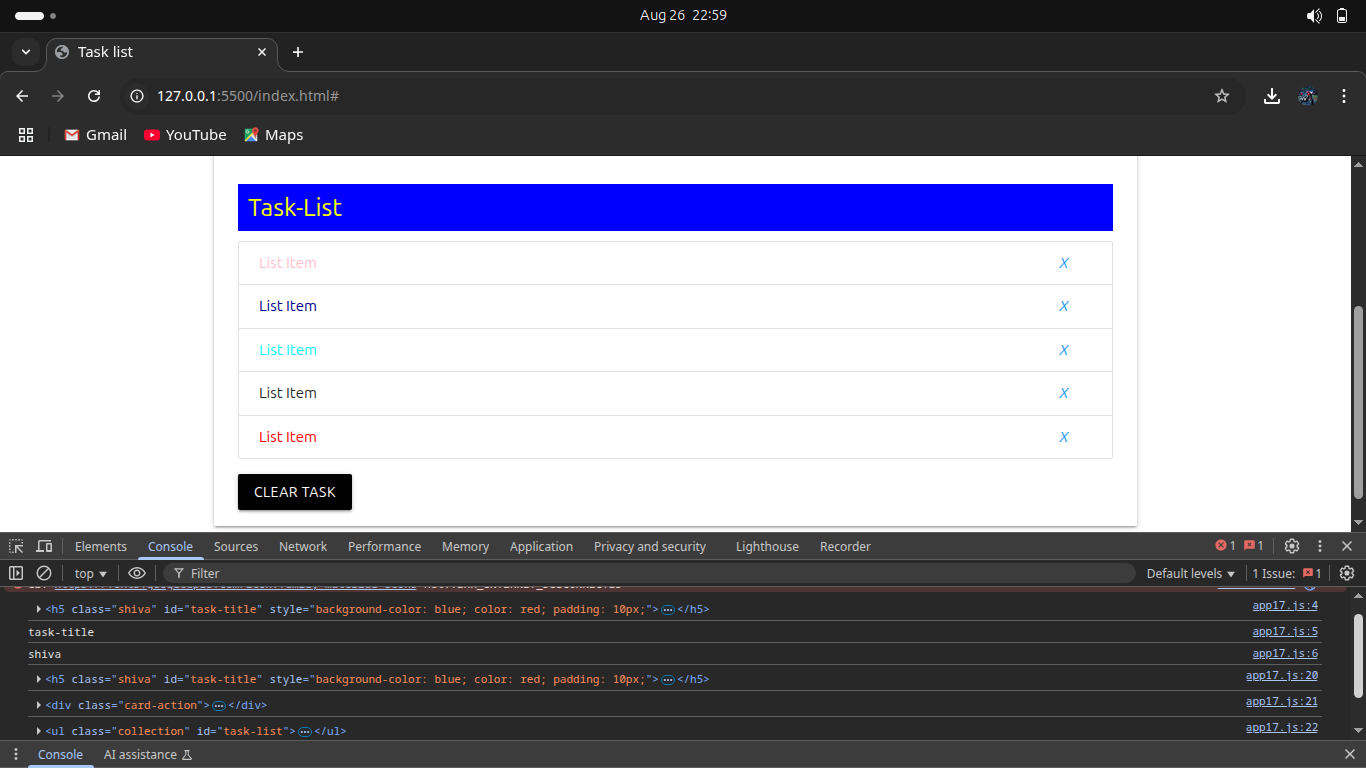 Aug 26 22:59
Task list
127.0.0.1:5500/index.html#
Gmail YouTube Maps
Task-List
List Item X
List Item X
List Item X
List Item X
List Item X
CLEAR TASK
Elements Console Sources Network Performance Memory Application Privacy and security Lighthouse Recorder 1 1
top Filter Default levels 1 Issue: 1
<h5 class="shiva" id="task-title" style="background-color: blue; color: red; padding: 10px;">…</h5> app17.js:4
task-title app17.js:5
shiva app17.js:6
<h5 class="shiva" id="task-title" style="background-color: blue; color: red; padding: 10px;">…</h5> app17.js:20
<div class="card-action">…</div> app17.js:21
<ul class="collection" id="task-list">…</ul> app17.js:22
Console AI assistance